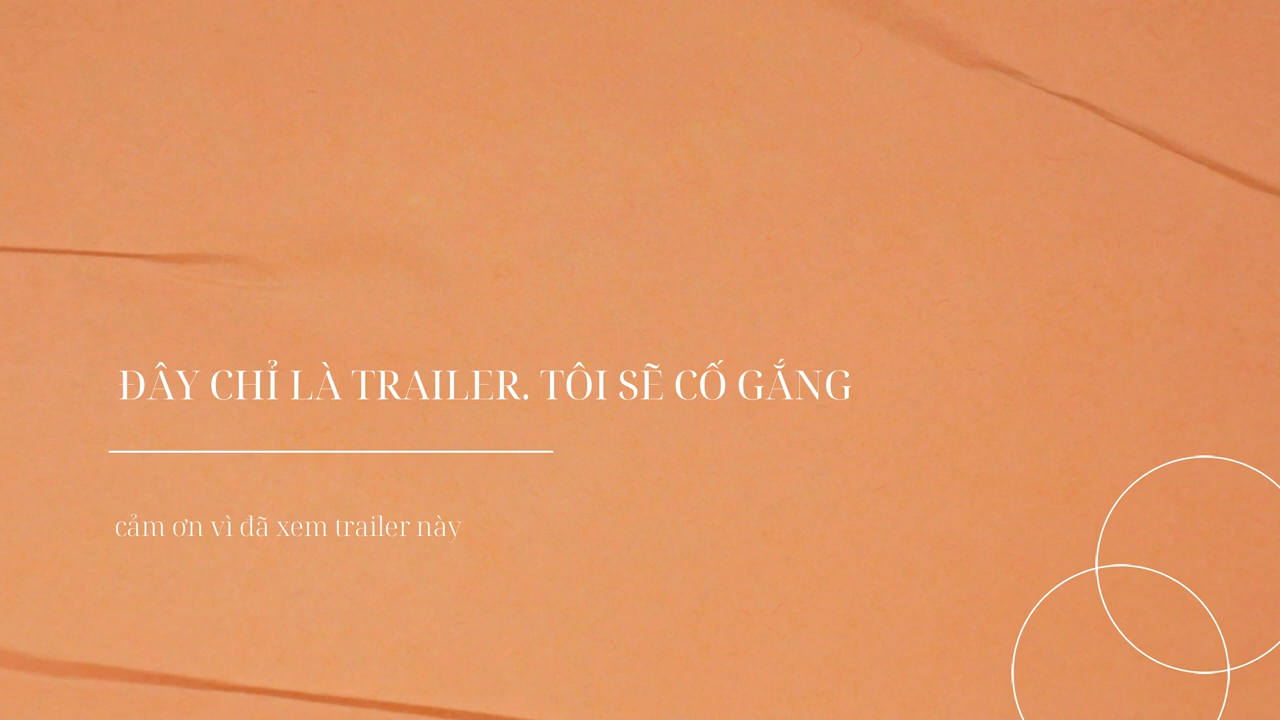 ĐÂY CHỈ LÀ TRAILER. TÔI SẼ CỐ GẮNG
cảm ơn vì đã xem trailer này